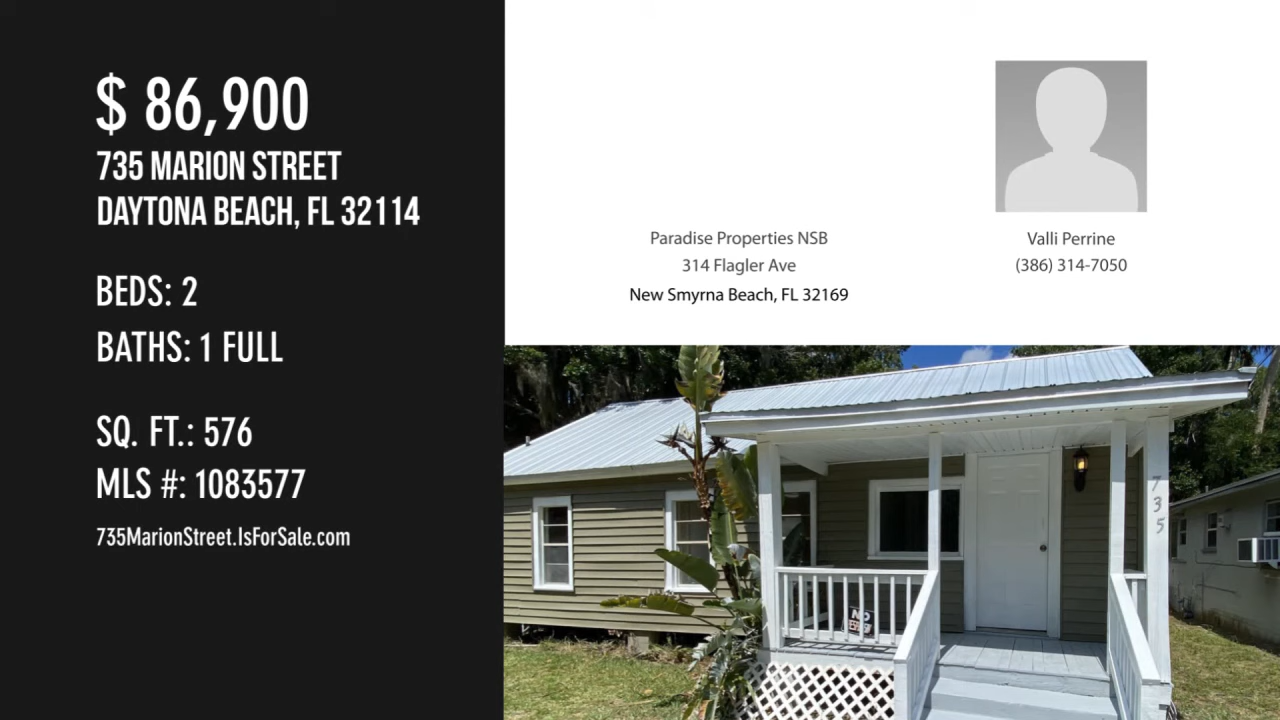 $ 86,900
735 MARION STREET
DAYTONA BEACH, FL 32114
BEDS: 2
BATHS: 1 FULL
SQ. FT.: 576
MLS #: 1083577
735MarionStreet.IsForSale.com
Paradise Properties NSB
314 Flagler Ave
New Smyrna Beach, FL 32169
Valli Perrine
(386) 314-7050
735
NO